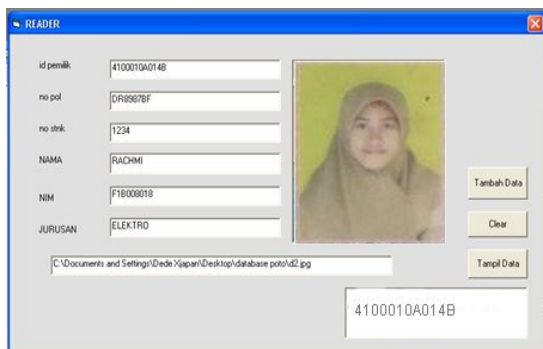 READER
id pemilik 4100010A014B
no pol DR8987BF
no stnk 1234
NAMA RACHMI
NIM F1B008018
JURUSAN ELEKTRO
Tambah Data
Clear
Tampil Data
C:\Documents and Settings\Dede Xjapan\Desktop\database poto\d2.jpg
4100010A014B